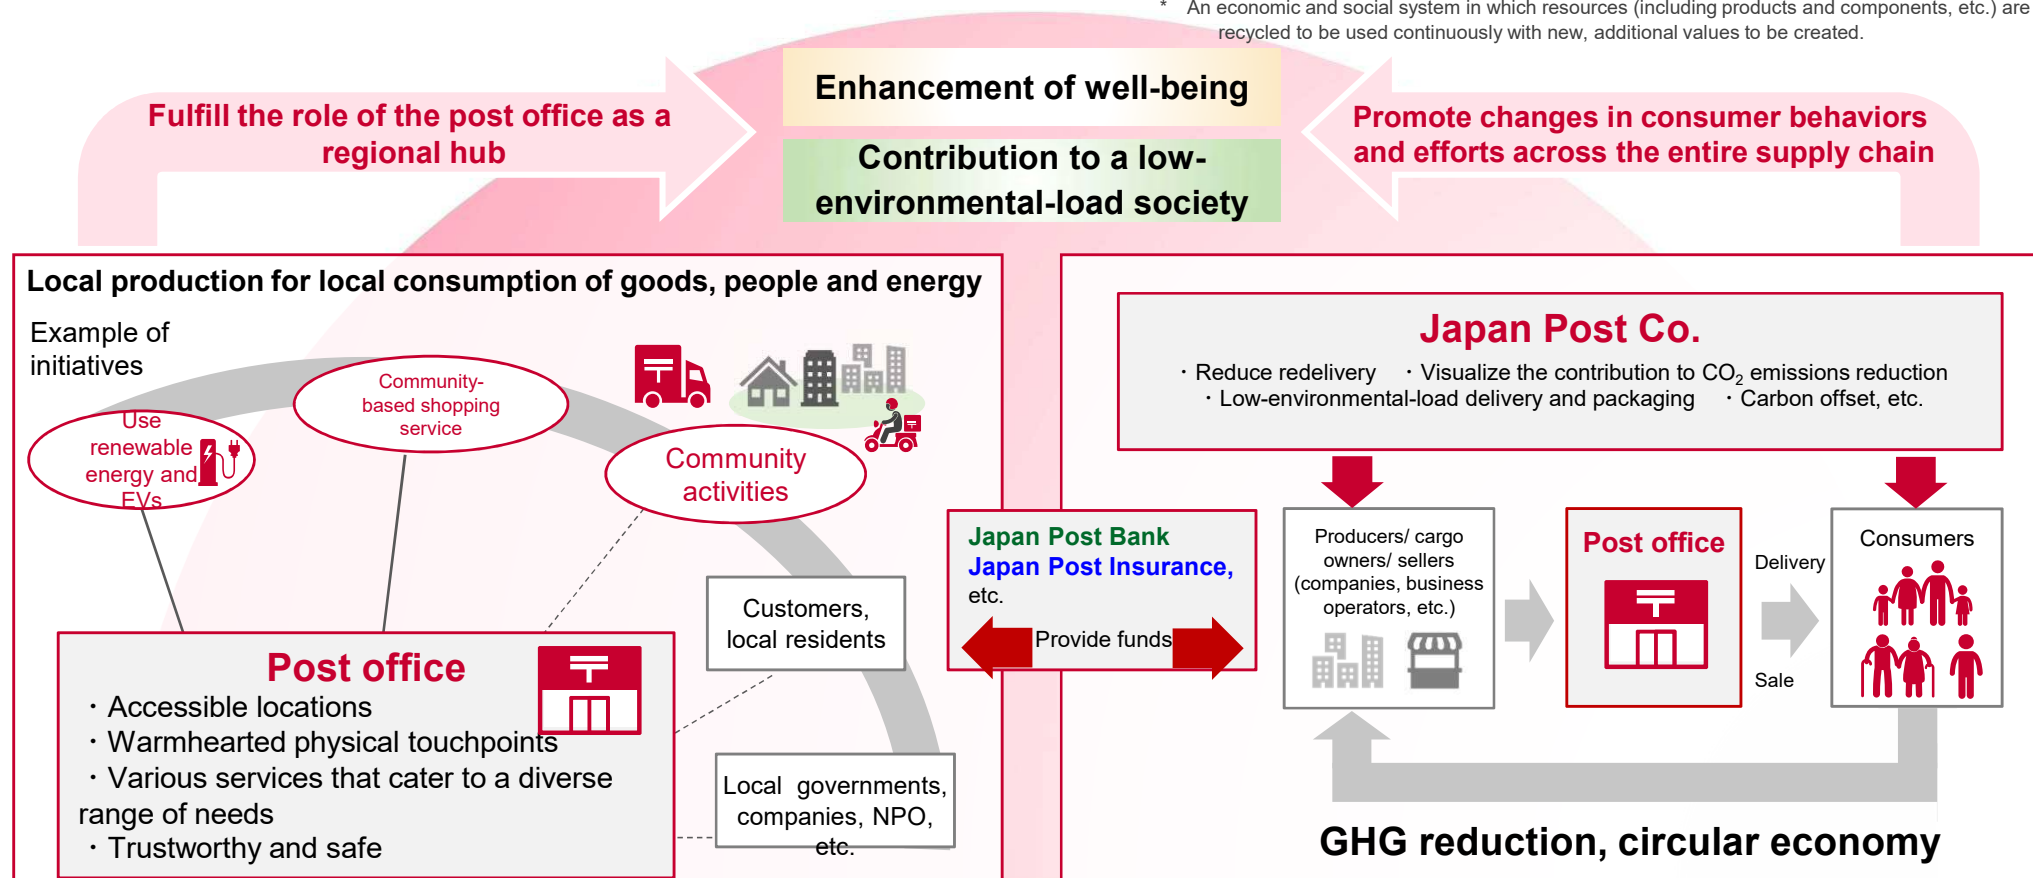 * An economic and social system in which resources (including products and components, etc.) are
recycled to be used continuously with new, additional values to be created.
Enhancement of well-being
Contribution to a low-
environmental-load society
Fulfill the role of the post office as a
regional hub
Promote changes in consumer behaviors
and efforts across the entire supply chain
Local production for local consumption of goods, people and energy
Example of
initiatives
Use
renewable
energy and
EVs
Community-
based shopping
service
Community
activities
Customers,
local residents
Local governments,
companies, NPO,
etc.
Post office
・Accessible locations
・Warmhearted physical touchpoints
・Various services that cater to a diverse
range of needs
・Trustworthy and safe
Japan Post Bank
Japan Post Insurance,
etc.
Provide funds
Japan Post Co.
・Reduce redelivery ・Visualize the contribution to CO₂ emissions reduction
・Low-environmental-load delivery and packaging ・Carbon offset, etc.
Producers/ cargo
owners/ sellers
(companies, business
operators, etc.)
Post office
Delivery
Sale
Consumers
GHG reduction, circular economy